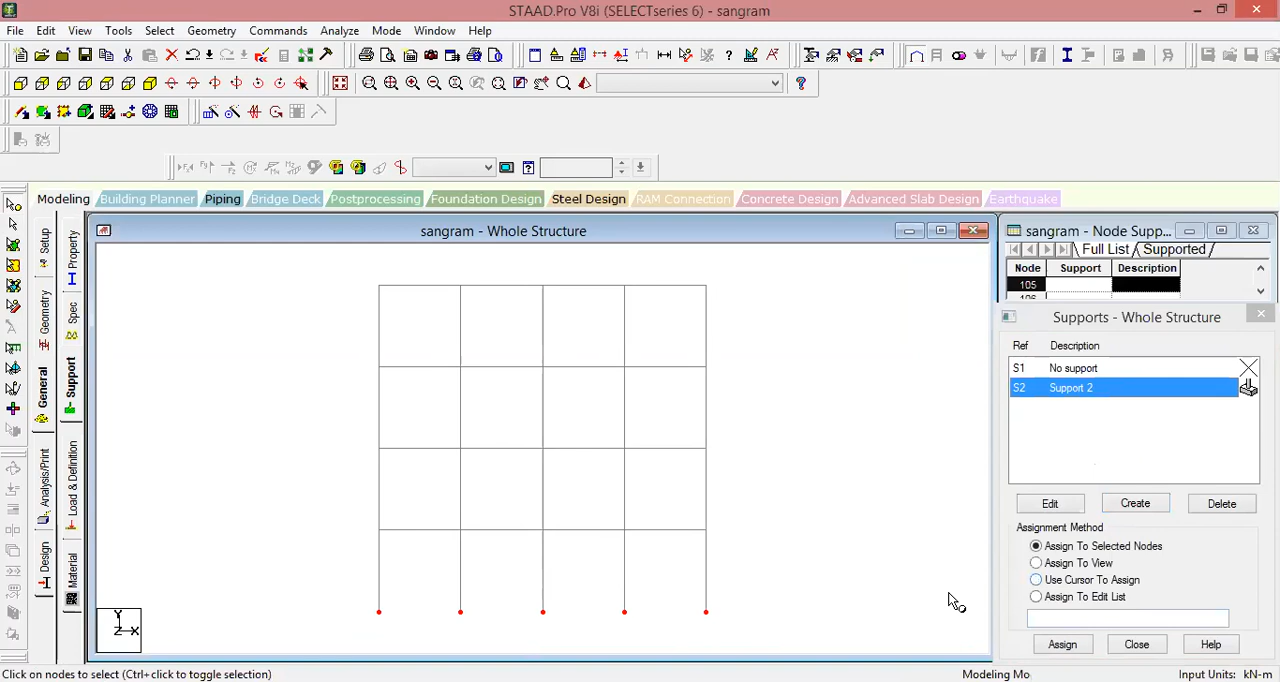 STAAD.Pro V8i (SELECTseries 6) - sangram
File Edit View Tools Select Geometry Commands Analyze Mode Window Help
Modeling Building Planner Piping Bridge Deck Postprocessing Foundation Design Steel Design RAM Connection Concrete Design Advanced Slab Design Earthquake
sangram - Whole Structure
sangram - Node Supp...
Full List Supported
Node Support Description
105
Supports - Whole Structure
Ref Description
S1 No support
S2 Support 2
Edit Create Delete
Assignment Method
Assign To Selected Nodes
Assign To View
Use Cursor To Assign
Assign To Edit List
Assign Close Help
Setup
Geometry
General
Analysis/Print
Design
Property
Spec
Support
Load & Definition
Material
Y
Z X
Click on nodes to select (Ctrl+click to toggle selection)
Modeling Mo
Input Units: kN-m